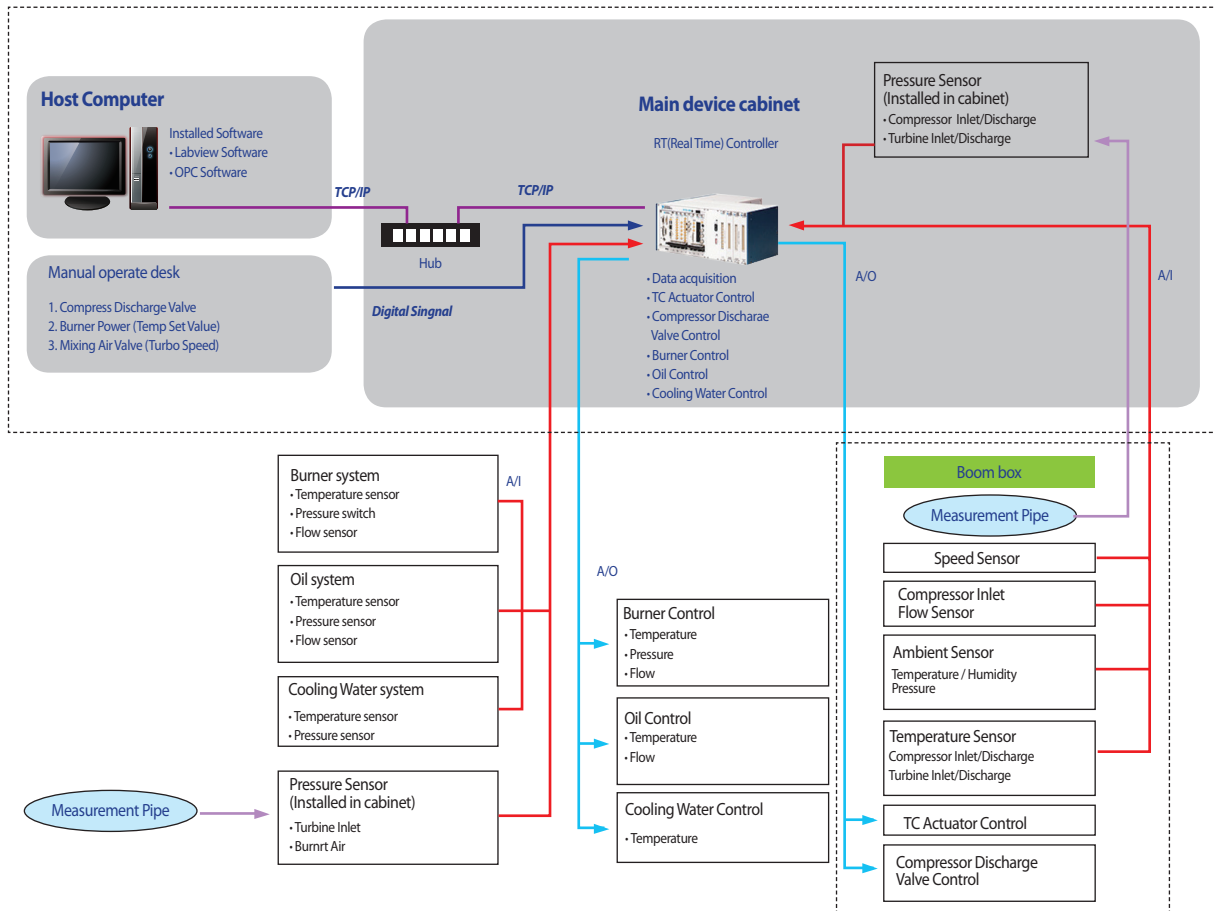 Host Computer
Installed Software
• Labview Software
• OPC Software
TCP/IP
TCP/IP
Hub
Main device cabinet
RT(Real Time) Controller
Pressure Sensor
(Installed in cabinet)
• Compressor Inlet/Discharge
• Turbine Inlet/Discharge
Manual operate desk
1. Compress Discharge Valve
2. Burner Power (Temp Set Value)
3. Mixing Air Valve (Turbo Speed)
Digital Singnal
• Data acquisition
• TC Actuator Control
• Compressor Discharae
Valve Control
• Burner Control
• Oil Control
• Cooling Water Control
A/O
A/I
Burner system
• Temperature sensor
• Pressure switch
• Flow sensor
A/I
Oil system
• Temperature sensor
• Pressure sensor
• Flow sensor
Cooling Water system
• Temperature sensor
• Pressure sensor
Measurement Pipe
Pressure Sensor
(Installed in cabinet)
• Turbine Inlet
• Burnrt Air
A/O
Burner Control
• Temperature
• Pressure
• Flow
Oil Control
• Temperature
• Flow
Cooling Water Control
• Temperature
Boom box
Measurement Pipe
Speed Sensor
Compressor Inlet
Flow Sensor
Ambient Sensor
Temperature / Humidity
Pressure
Temperature Sensor
Compressor Inlet/Discharge
Turbine Inlet/Discharge
TC Actuator Control
Compressor Discharge
Valve Control